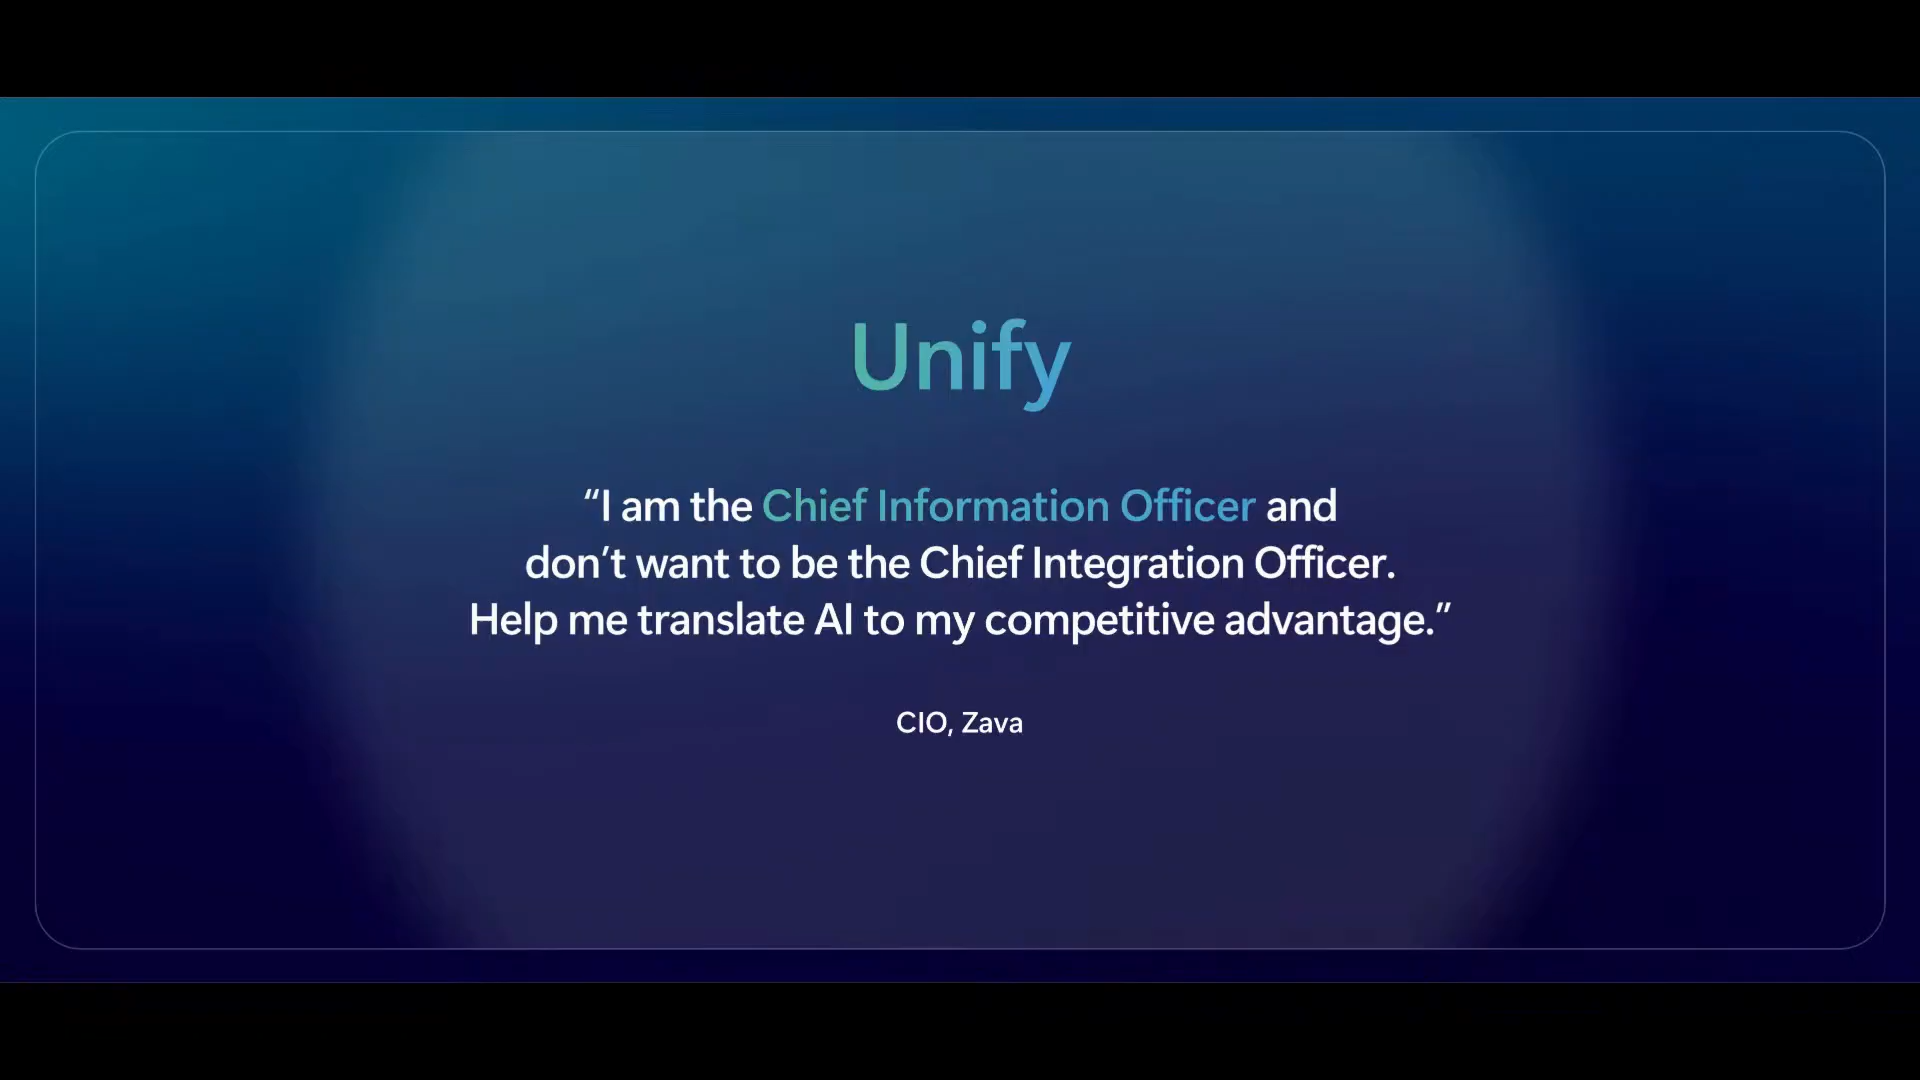 Unify
“I am the Chief Information Officer and
don’t want to be the Chief Integration Officer.
Help me translate AI to my competitive advantage.”
CIO, Zava